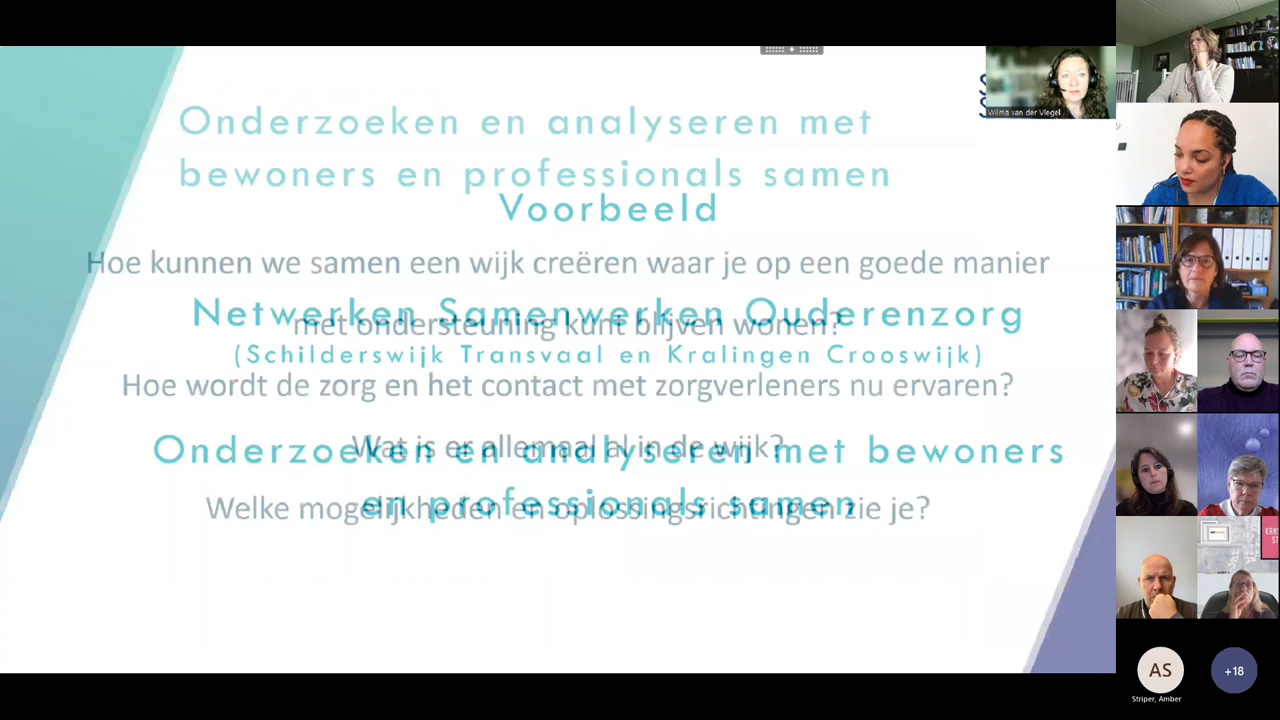 Onderzoeken en analyseren met
bewoners en professionals samen
Voorbeeld
Hoe kunnen we samen een wijk creëren waar je op een goede manier
Netwerken Samenwerken Ouderenzorg
met ondersteuning kunt blijven wonen?
(Schilderswijk Transvaal en Kralingen Crooswijk)
Hoe wordt de zorg en het contact met zorgverleners nu ervaren?
Onderzoeken en analyseren met bewoners
Wat is er allemaal al in de wijk?
en professionals samen
Welke mogelijkheden en oplossingsrichtingen zie je?
Wilma van der Vlegel
AS
Striper, Amber
+18